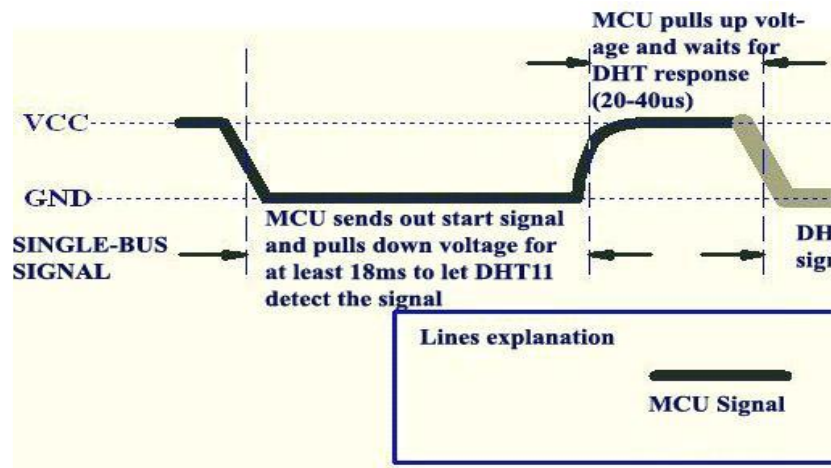 MCU pulls up volt-
age and waits for
DHT response
(20-40us)
VCC
GND
MCU sends out start signal
and pulls down voltage for
at least 18ms to let DHT11
detect the signal
SINGLE-BUS
SIGNAL
DH
sign
Lines explanation
MCU Signal